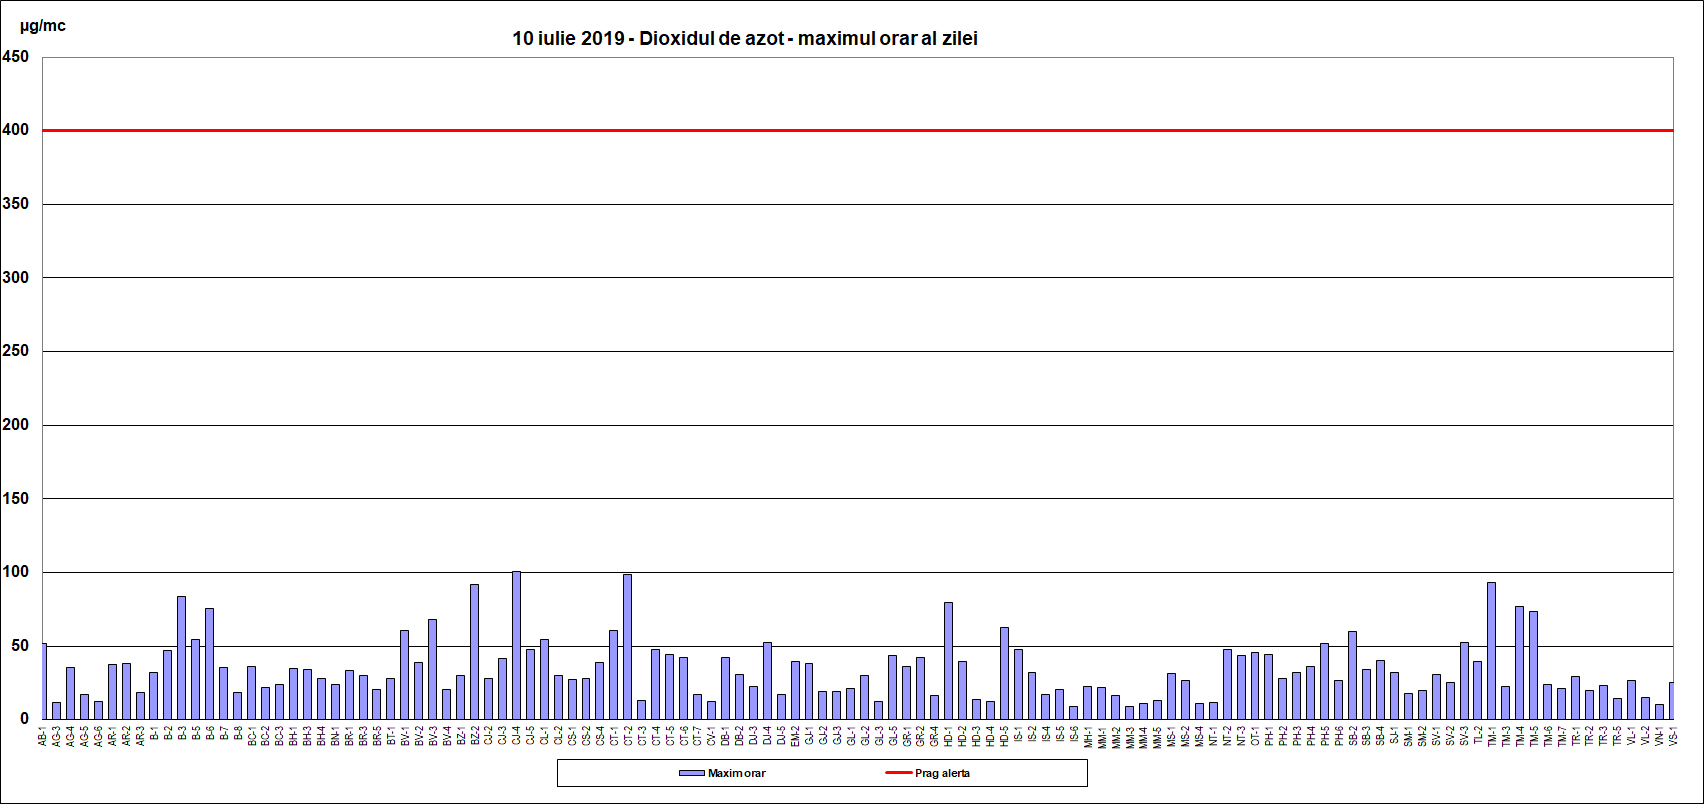 µg/mc
10 iulie 2019 - Dioxidul de azot - maximul orar al zilei
450
400
350
300
250
200
150
100
50
0
AB-1 AG-3 AG-4 AG-5 AG-6 AR-1 AR-2 AR-3 B-1 B-2 B-3 B-5 B-6 B-7 B-8 BC-1 BC-2 BC-3 BH-1 BH-3 BH-4 BN-1 BR-1 BR-3 BR-5 BT-1 BV-1 BV-2 BV-3 BV-4 BZ-1 BZ-2 CJ-2 CJ-3 CJ-4 CJ-5 CL-1 CL-2 CS-1 CS-2 CS-4 CT-1 CT-2 CT-3 CT-4 CT-5 CT-6 CT-7 CV-1 DB-1 DB-2 DJ-3 DJ-4 DJ-5 EM-2 GJ-1 GJ-2 GJ-3 GL-1 GL-2 GL-3 GL-5 GR-1 GR-2 GR-4 HD-1 HD-2 HD-3 HD-4 HD-5 IS-1 IS-2 IS-4 IS-5 IS-6 MH-1 MM-1 MM-2 MM-3 MM-4 MM-5 MS-1 MS-2 MS-4 NT-1 NT-2 NT-3 OT-1 PH-1 PH-2 PH-3 PH-4 PH-5 PH-6 SB-2 SB-3 SB-4 SJ-1 SM-1 SM-2 SV-1 SV-2 SV-3 TL-2 TM-1 TM-3 TM-4 TM-5 TM-6 TM-7 TR-1 TR-2 TR-3 TR-5 VL-1 VL-2 VN-1 VS-1
Maxim orar Prag alerta